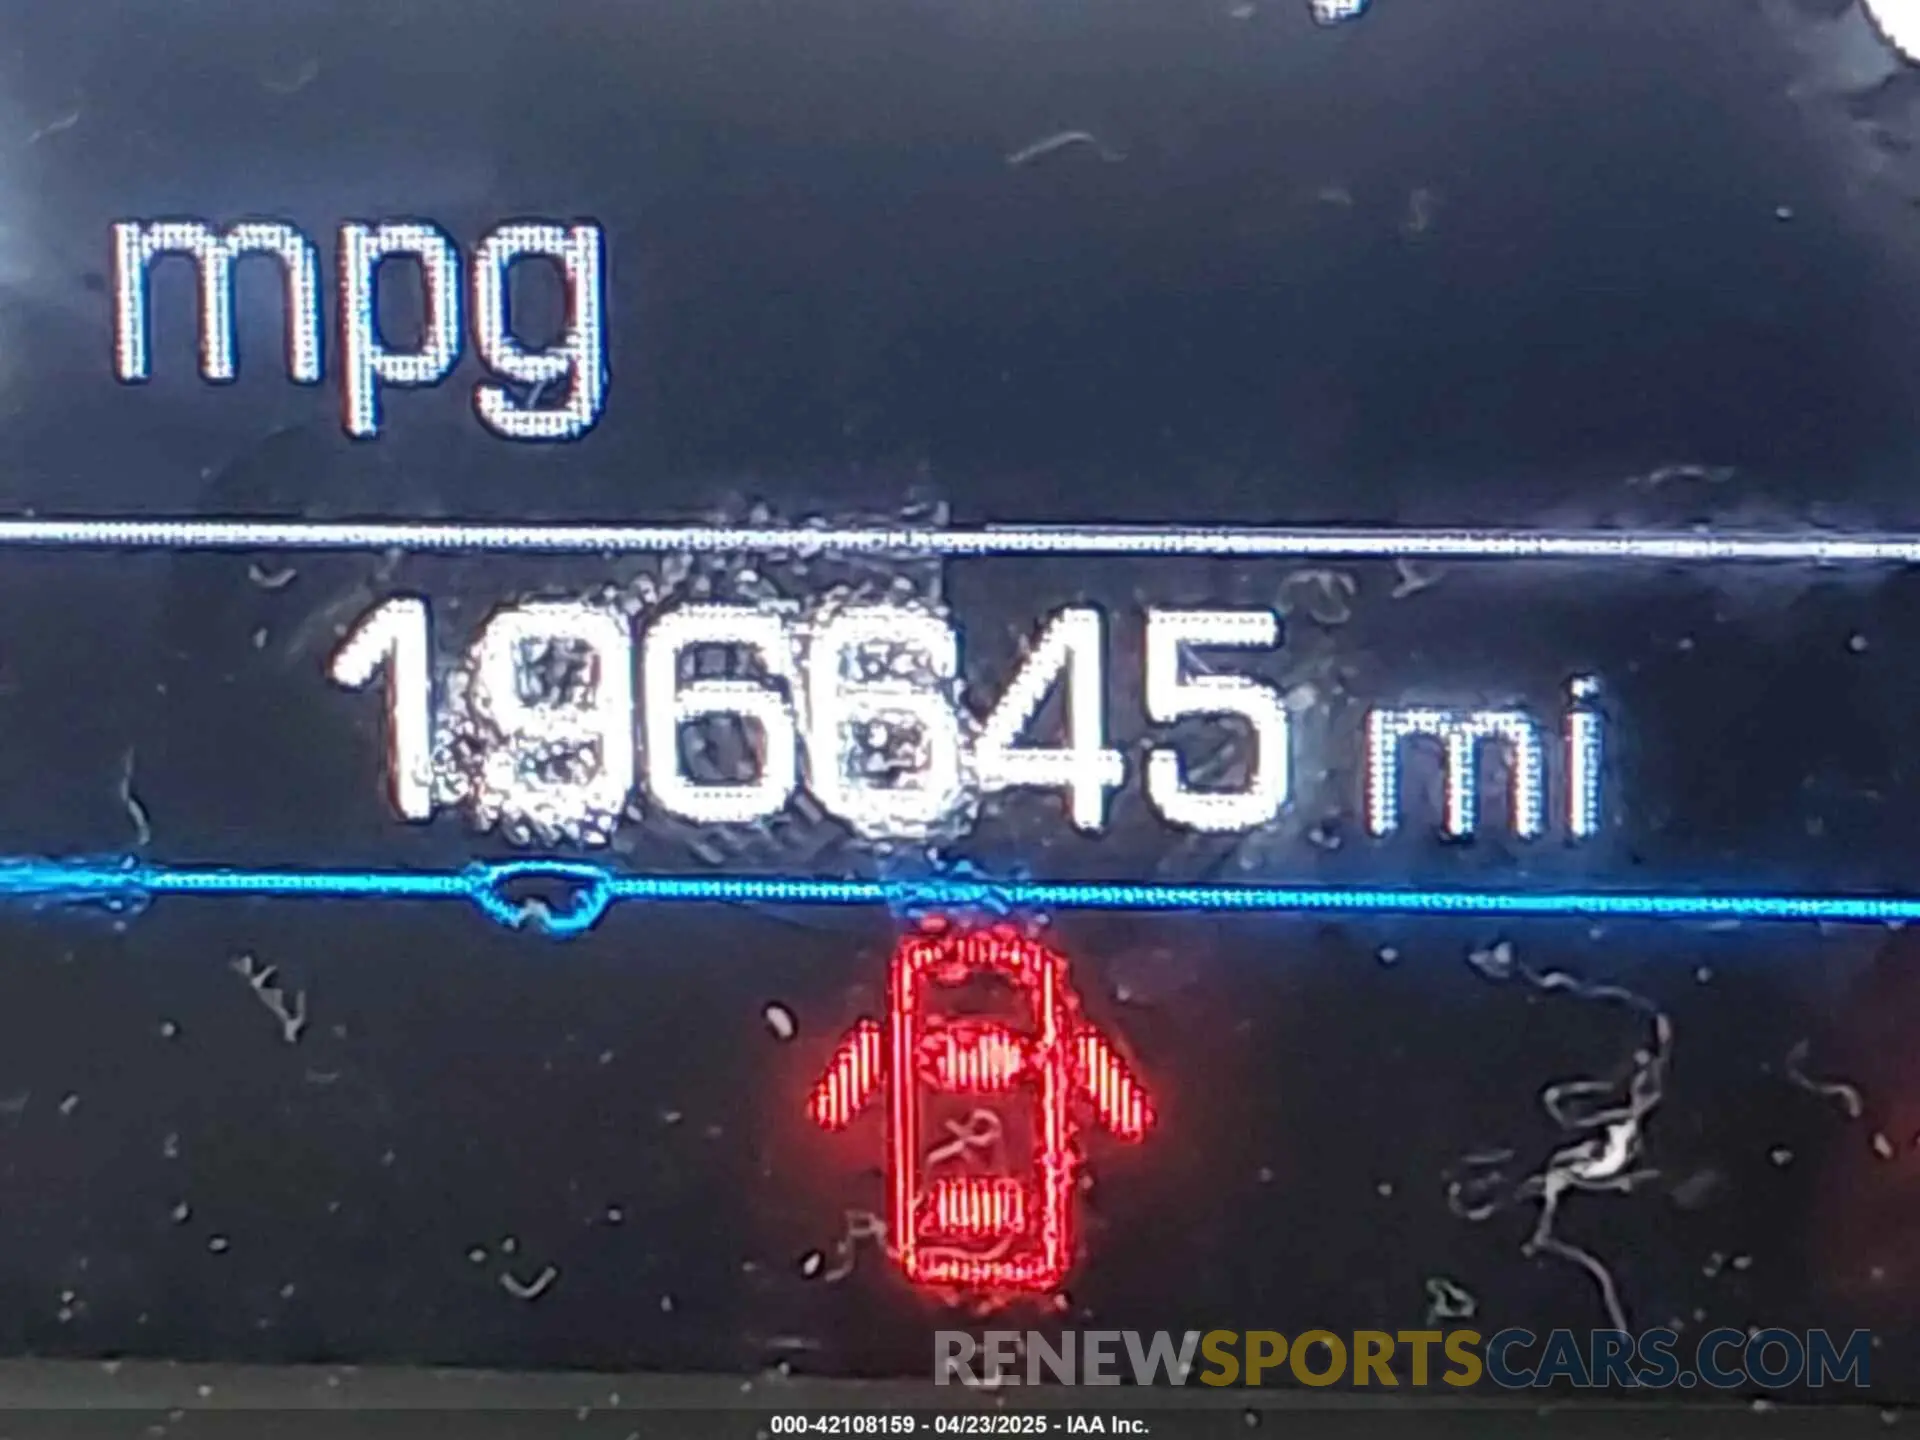 mpg
196645 mi
RENEWSPORTSCARS.COM
000-42108159 - 04/23/2025 - IAA Inc.